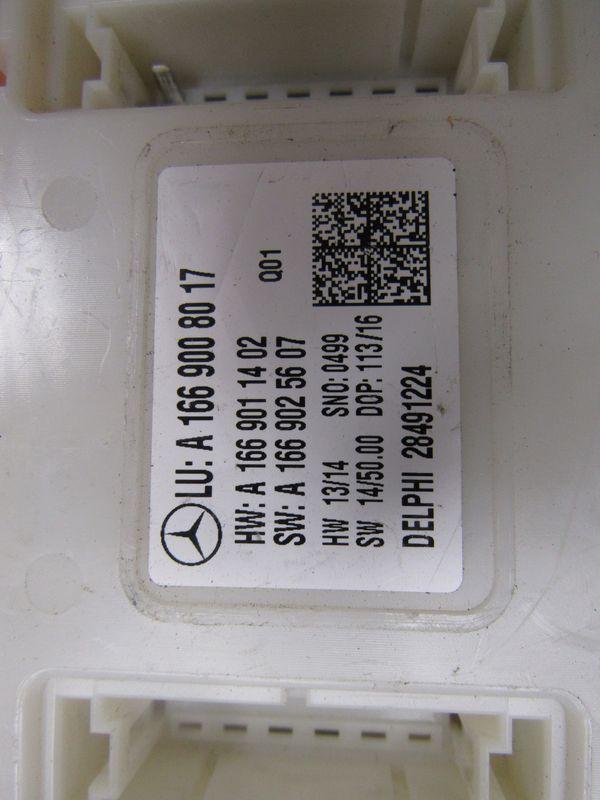 LU: A 166 900 80 17
Q01
HW: A 166 901 14 02
SW: A 166 902 56 07
HW 13/14 SNO: 0499
SW 14/50.00 DOP: 113/16
DELPHI 28491224